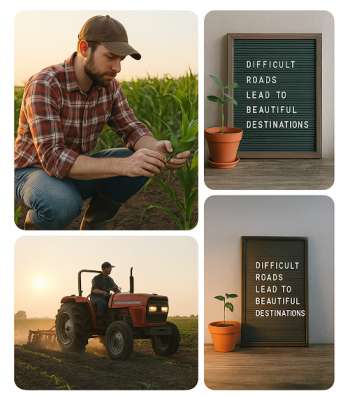 DIFFICULT
ROADS
LEAD TO
BEAUTIFUL
DESTINATIONS
DIFFICULT
ROADS
LEAD TO
BEAUTIFUL
DESTINATIONS